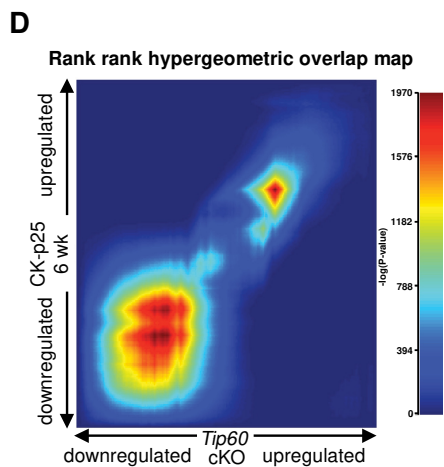 D
Rank rank hypergeometric overlap map
upregulated
CK-p25
6 wk
downregulated
1970
1576
1182
788
394
0
-log(P-value)
Tip60
downregulated cKO upregulated